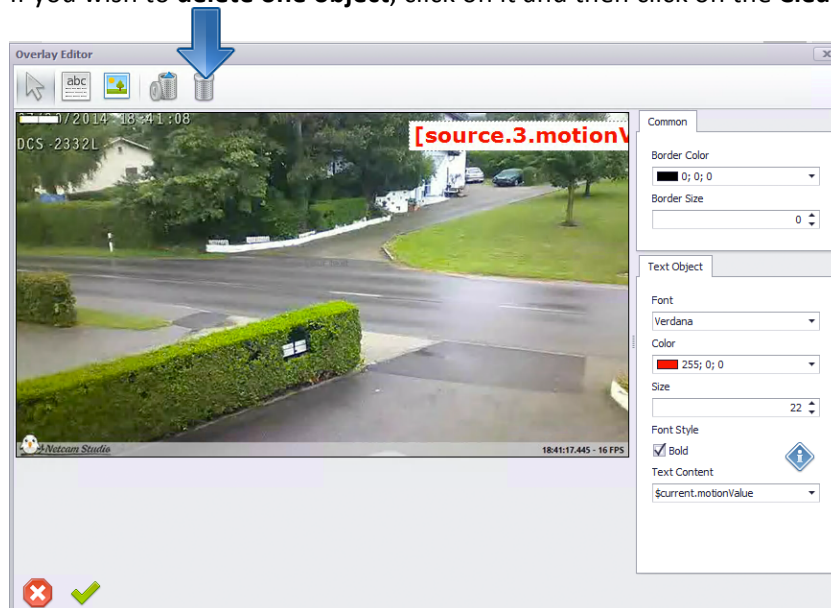 If you wish to delete one object, click on it and then click on the
Overlay Editor
abc
/2014 18:41:08
DCS-2332L
[source.3.motionV
Netcam Studio
18:41:17.445 - 16 FPS
Common
Border Color
0; 0; 0
Border Size
0
Text Object
Font
Verdana
Color
255; 0; 0
Size
22
Font Style
Bold
Text Content
$current.motionValue